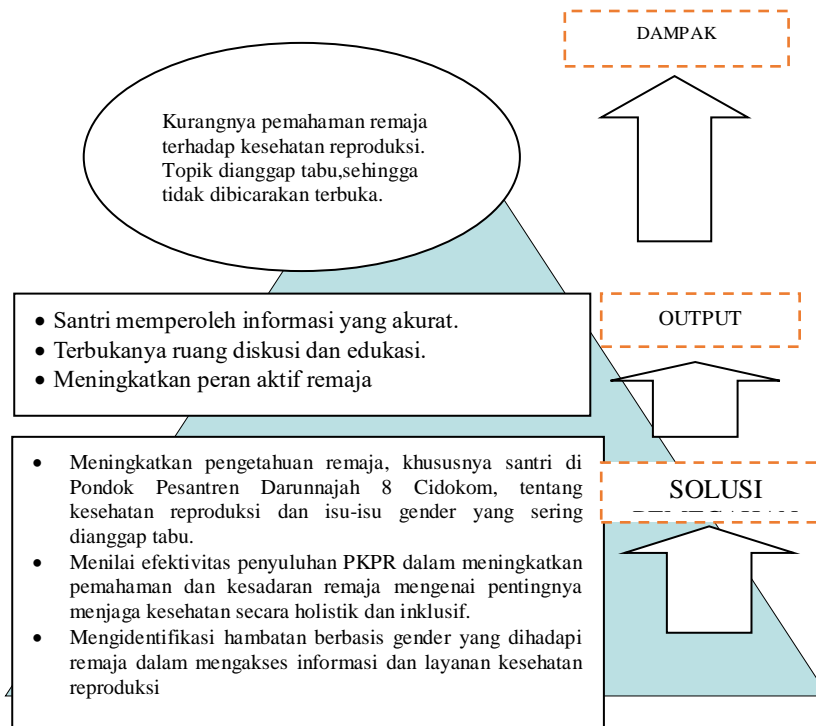 DAMPAK
Kurangnya pemahaman remaja
terhadap kesehatan reproduksi.
Topik dianggap tabu,sehingga
tidak dibicarakan terbuka.
• Santri memperoleh informasi yang akurat.
• Terbukanya ruang diskusi dan edukasi.
• Meningkatkan peran aktif remaja
OUTPUT
• Meningkatkan pengetahuan remaja, khususnya santri di
Pondok Pesantren Darunnajah 8 Cidokom, tentang
kesehatan reproduksi dan isu-isu gender yang sering
dianggap tabu.
• Menilai efektivitas penyuluhan PKPR dalam meningkatkan
pemahaman dan kesadaran remaja mengenai pentingnya
menjaga kesehatan secara holistik dan inklusif.
• Mengidentifikasi hambatan berbasis gender yang dihadapi
remaja dalam mengakses informasi dan layanan kesehatan
reproduksi
SOLUSI